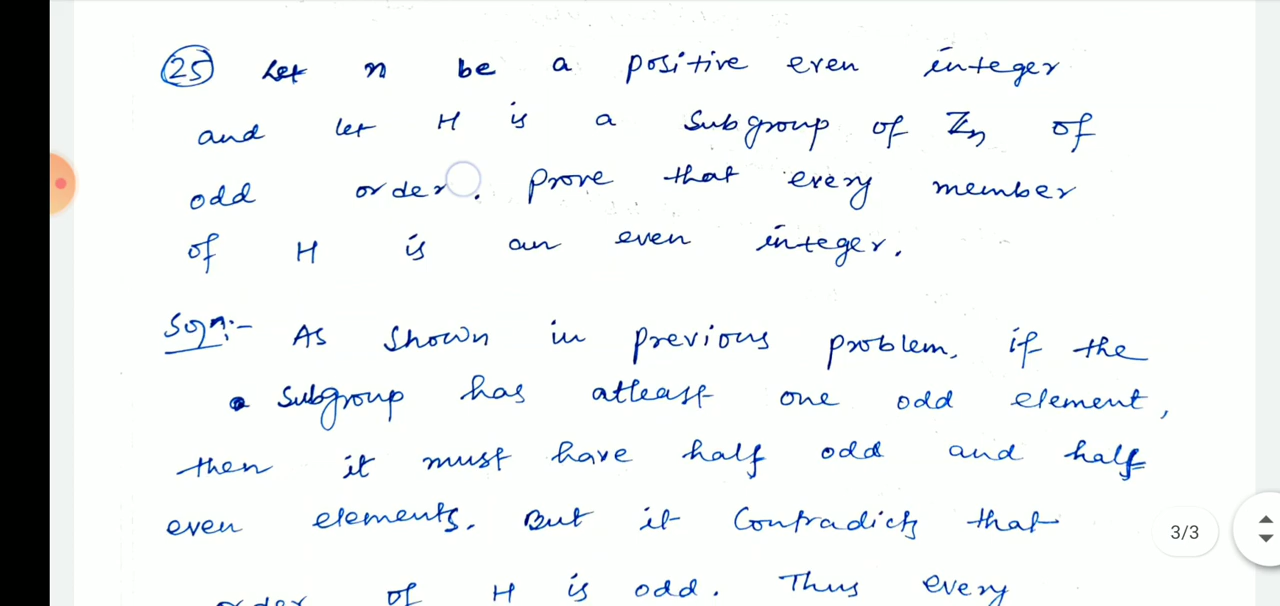 25 Let n be a positive even integer
and let H is a subgroup of Zn of
odd order. Prove that every member
of H is an even integer.
Soln:- As shown in previous problem, if the
subgroup has atleast one odd element,
then it must have half odd and half
even elements. But it contradicts that
order of H is odd. Thus every
3/3